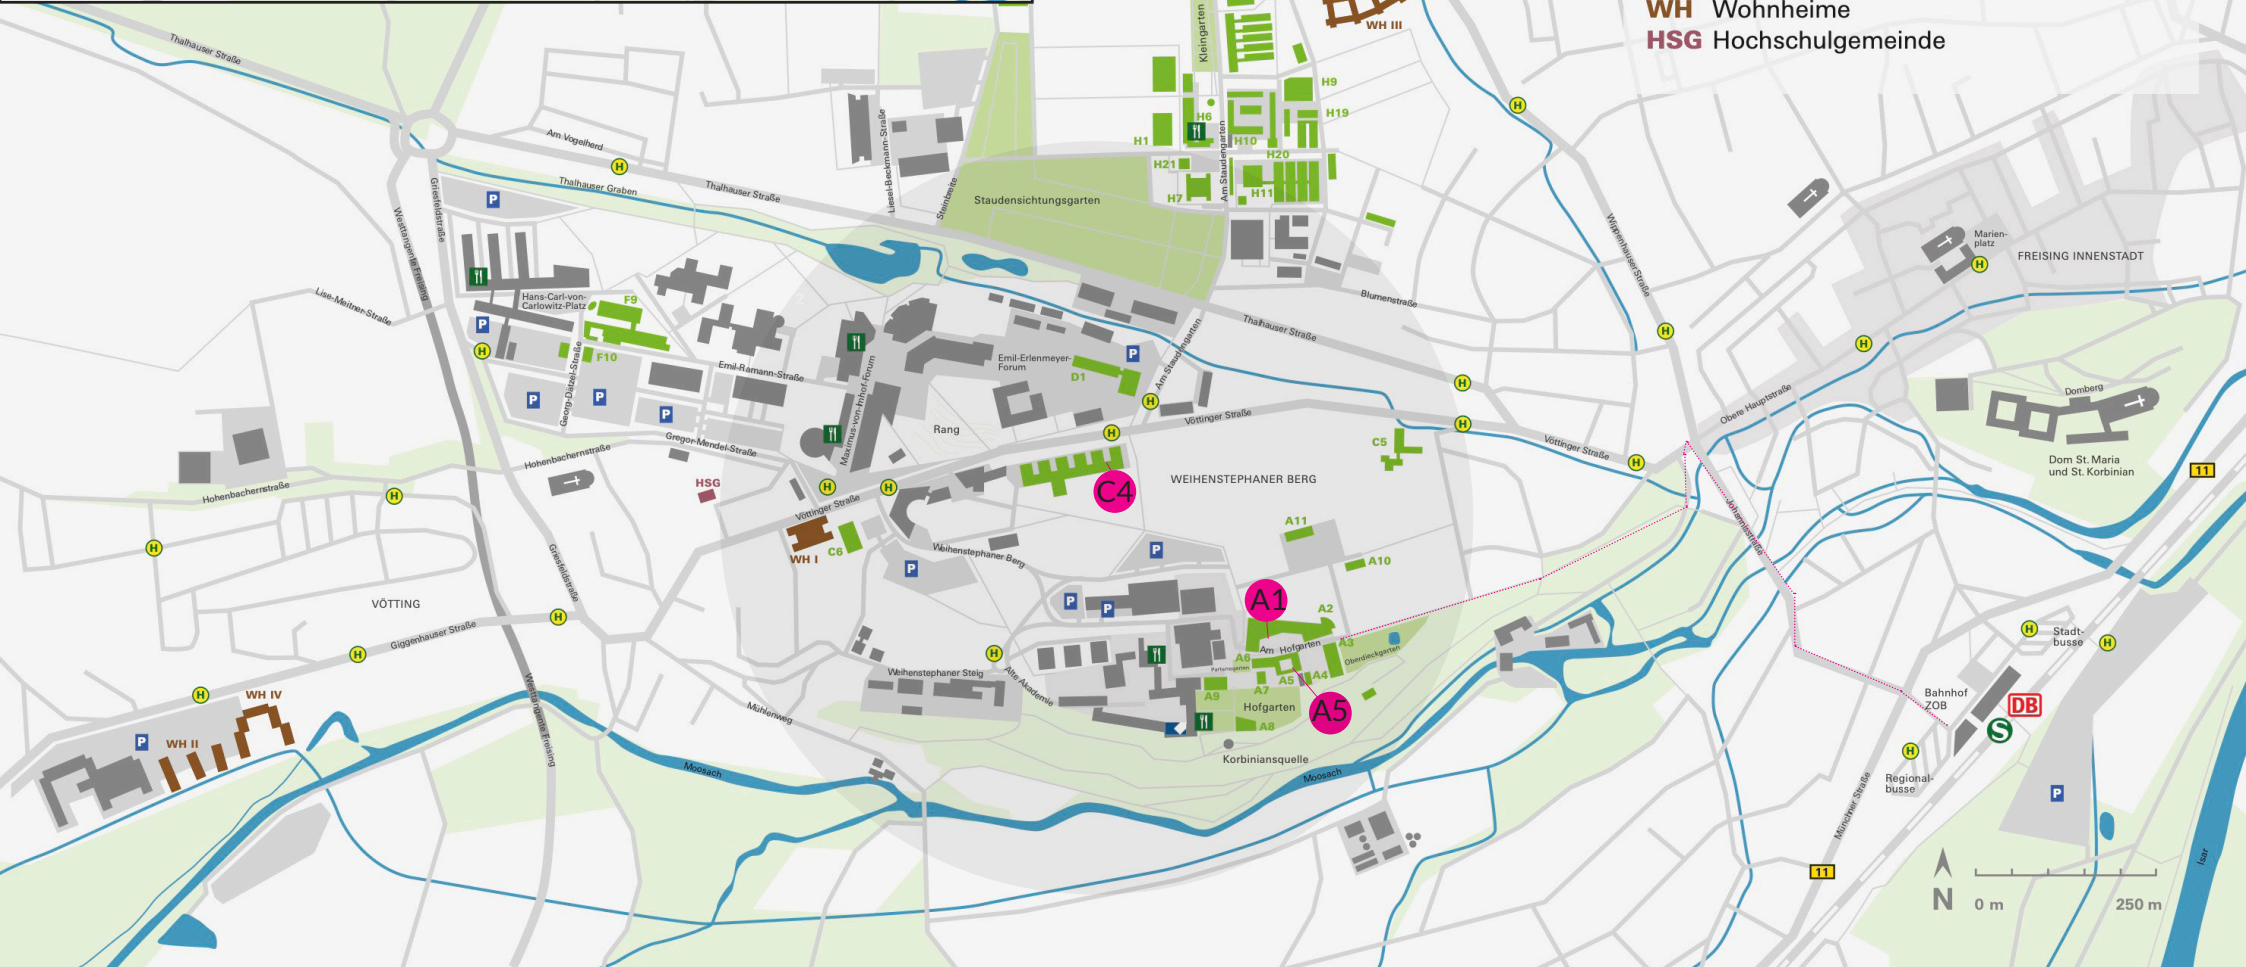 WH Wohnheime
HSG Hochschulgemeinde
WH III
Kleingarten
Thalhauser Straße
H9
H6
H19
H1
H10
H20
H21
H7
H11
Am Staudengarten
Am Vogelherd
H
Thalhauser Graben
Thalhauser Straße
Liesel-Beckmann-Straße
Steinbreite
Staudensichtungsgarten
P
Griesfeldstraße
Westtangente Freising
Wippenhauser Straße
H
H
Marien-
platz
FREISING INNENSTADT
Lise-Meitner-Straße
Hans-Carl-von-
Carlowitz-Platz
F9
F10
P
H
Georg-Dätzel-Straße
Emil-Ramann-Straße
Maximus-von-Imhof-Forum
Emil-Erlenmeyer-
Forum
D1
P
H
Am Staudengarten
Blumenstraße
Thalhauser Straße
H
H
H
P
P
P
Gregor-Mendel-Straße
Rang
H
Vöttinger Straße
C5
H
Vöttinger Straße
H
Obere Hauptstraße
Domberg
Dom St. Maria
und St. Korbinian
11
Hohenbachernstraße
Hohenbachernstraße
H
HSG
H
H
Vöttinger Straße
C4
WEIHENSTEPHANER BERG
WH I
C6
Weihenstephaner Berg
P
P
A11
A10
Johannisstraße
H
Griesfeldstraße
VÖTTING
Giggenhauser Straße
H
H
H
P
P
A1
A2
A3
Am Hofgarten
Oberdieckgarten
A6
A5
A4
A7
A9
Hofgarten
A8
A5
Korbiniansquelle
H
Weihenstephaner Steig
Alte Akademie
Mühlenweg
Westtangente Freising
Moosach
Moosach
WH IV
WH II
P
H
Stadt-
busse
H
Bahnhof
ZOB
DB
S
H
Regional-
busse
P
Münchner Straße
11
Isar
N
0 m
250 m